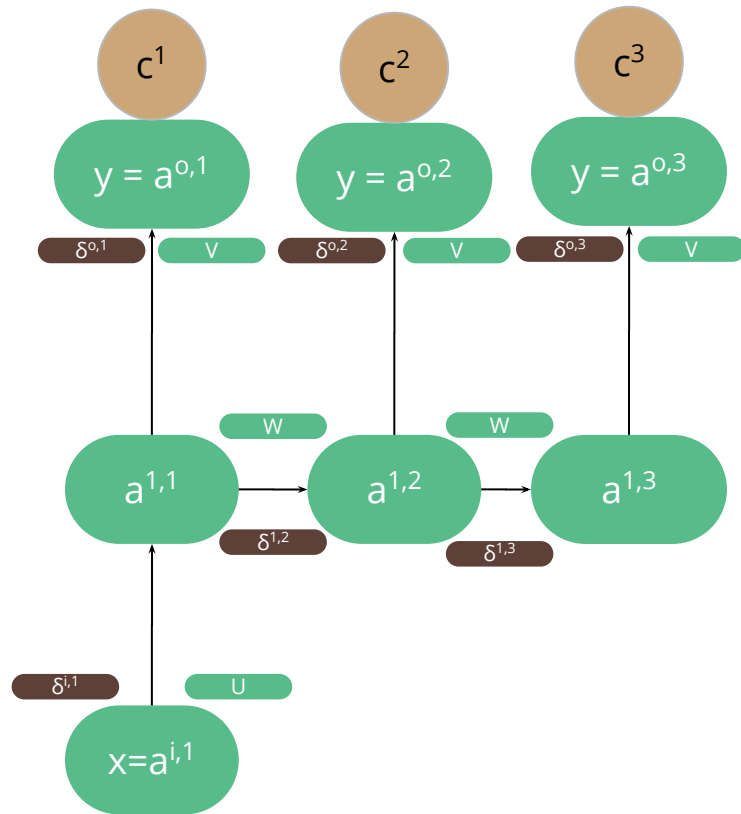 c¹
c²
c³
y = aᵒ,¹
y = aᵒ,²
y = aᵒ,³
δᵒ,¹
V
δᵒ,²
V
δᵒ,³
V
W
W
a¹,¹
a¹,²
a¹,³
δ¹,²
δ¹,³
δⁱ,¹
U
x=aⁱ,¹